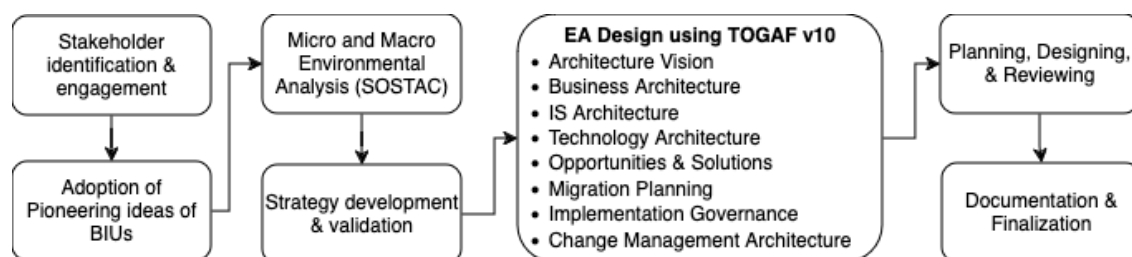 Stakeholder
identification &
engagement
Adoption of
Pioneering ideas of
BIUs
Micro and Macro
Environmental
Analysis (SOSTAC)
Strategy development
& validation
EA Design using TOGAF v10
• Architecture Vision
• Business Architecture
• IS Architecture
• Technology Architecture
• Opportunities & Solutions
• Migration Planning
• Implementation Governance
• Change Management Architecture
Planning, Designing,
& Reviewing
Documentation &
Finalization